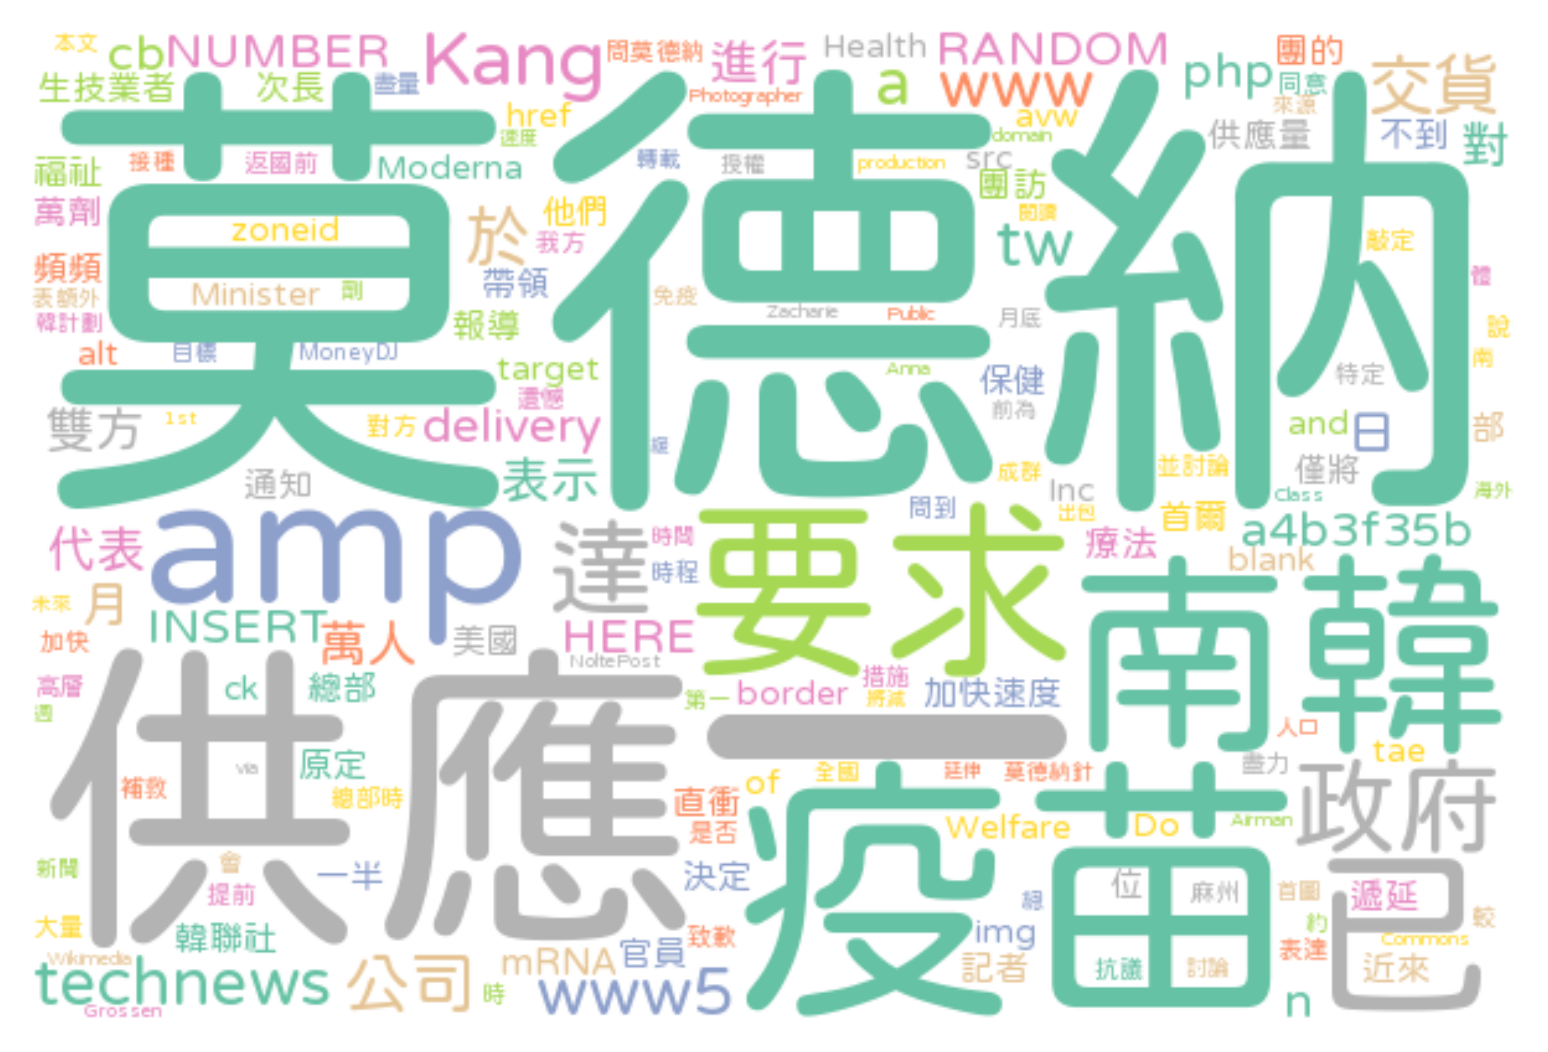 本文 cb NUMBER Kang 問莫德納 進行 Health RANDOM 團的
生技業者 次長 盡量 href Photographer a www php 同意 交貨
速度 avw 來源
domain 供應量 不到 對
福祉 接種 返國前 Moderna 轉載 授權 production src
莫德納
萬劑 zoneid 於 他們 團訪 閱讀
頻頻 我方 tw 敲定
表額外 Minister 劑 帶領 免疫 體
韓計劃 報導 Zacharie Public 月底 說
alt 目標 MoneyDJ target Anna 保健 特定 南
雙方 1st 對方 遺憾 delivery 前為 and 日 部
緩 並討論 僅將
通知 表示 成群 Inc Class 海外
代表 amp 達 時間 要求 問到 出包 首爾 a4b3f35b
時程 療法 blank
未來 月 INSERT 萬人 美國 HERE 南韓
加快 NoltePost
高層 供應 ck 總部 第一 border 措施 將減 加快速度
週 一 人口
補救 via 原定 總部時 of 全國 延伸 莫德納針 盡力 tae
直衝 疫苗 政府
是否 Welfare Do Airman
新聞 會 一半 決定 位 麻州 首圖 已
提前 總 遞延
大量 韓聯社 致歉 img 約 較
Wikimedia mRNA 官員 表達 Commons
technews 公司 時 www5 記者 抗議 討論 近來
Grossen n